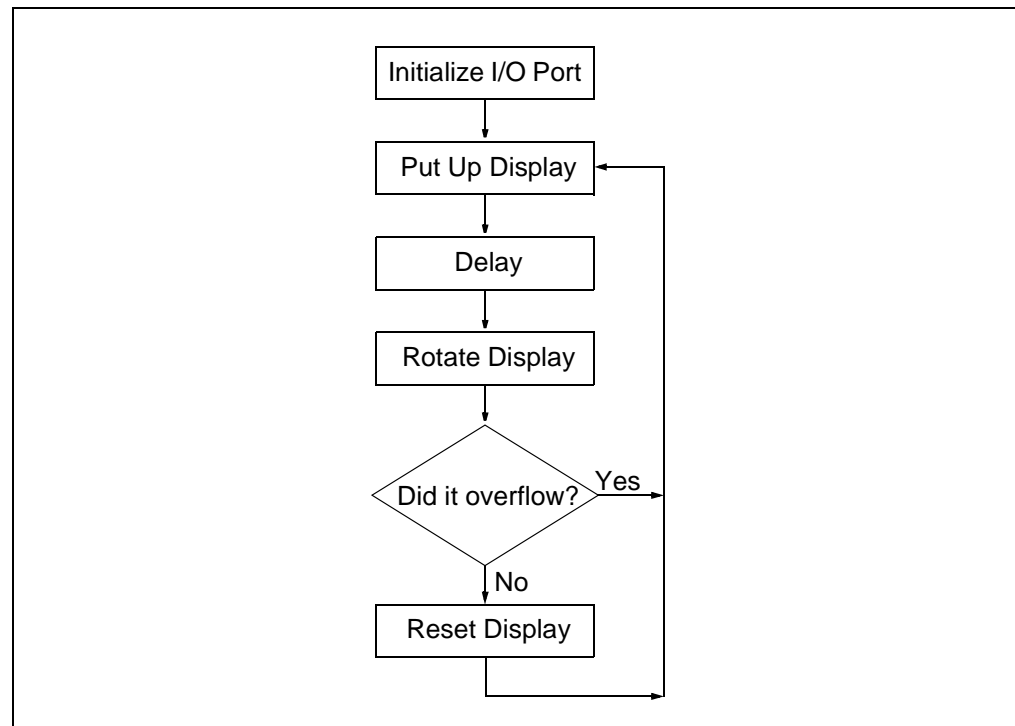 Initialize I/O Port
Put Up Display
Delay
Rotate Display
Did it overflow?
Yes
No
Reset Display